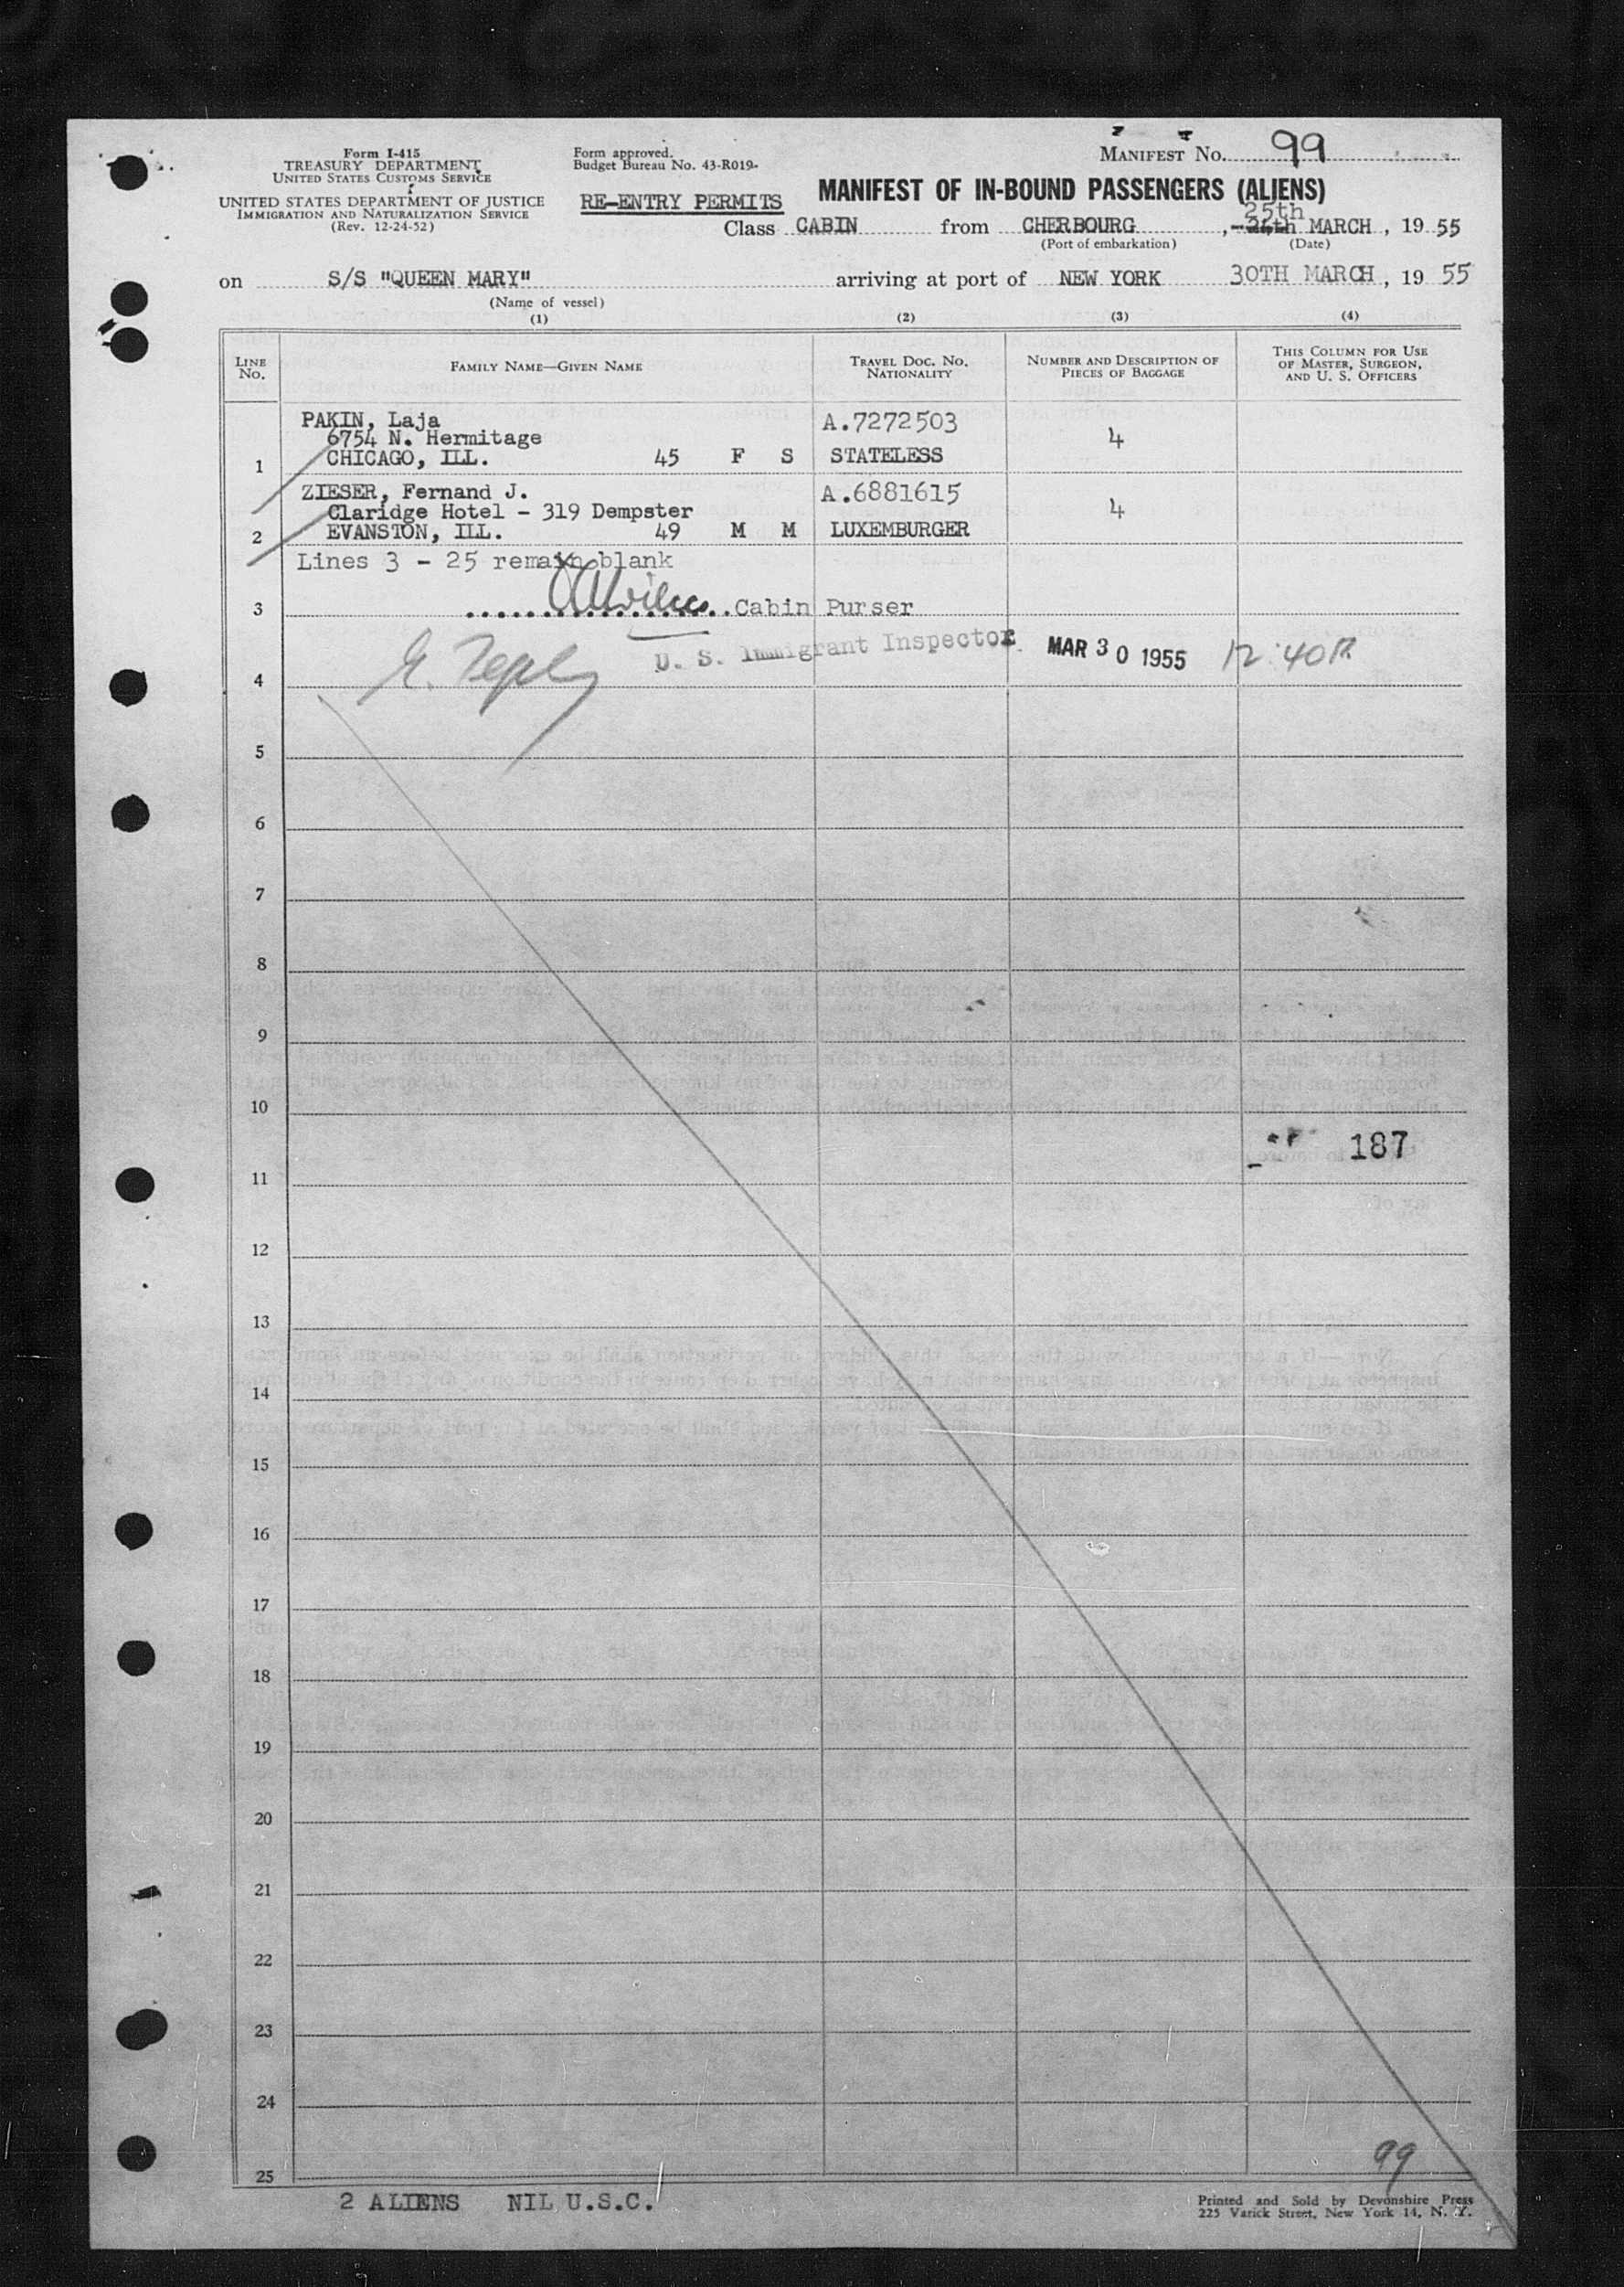 Form I-415
TREASURY DEPARTMENT
UNITED STATES CUSTOMS SERVICE
UNITED STATES DEPARTMENT OF JUSTICE
IMMIGRATION AND NATURALIZATION SERVICE
(Rev. 12-24-52)
Form approved.
Budget Bureau No. 43-R019-
RE-ENTRY PERMITS
MANIFEST No. 99
MANIFEST OF IN-BOUND PASSENGERS (ALIENS)
25th
Class CABIN from CHERBOURG, MARCH, 19 55
(Port of embarkation) (Date)
on S/S "QUEEN MARY" arriving at port of NEW YORK 30TH MARCH, 19 55
(Name of vessel)
(1) (2) (3) (4)
LINE No. FAMILY NAME—GIVEN NAME TRAVEL DOC. NO. NATIONALITY NUMBER AND DESCRIPTION OF PIECES OF BAGGAGE THIS COLUMN FOR USE OF MASTER, SURGEON, AND U. S. OFFICERS
PAKIN, Laja A.7272503
6754 N. Hermitage 4
1 CHICAGO, ILL. 45 F S STATELESS
ZIESER, Fernand J. A.6881615
Claridge Hotel - 319 Dempster 4
2 EVANSTON, ILL. 49 M M LUXEMBURGER
Lines 3 - 25 remain blank
3 Cabin Purser
U. S. Immigrant Inspector MAR 30 1955
4
5
6
7
8
9
10
187
11
12
13
14
15
16
17
18
19
20
21
22
23
24
99
25
2 ALIENS NIL U.S.C.
Printed and Sold by Devonshire Press
225 Varick Street, New York 14, N. Y.